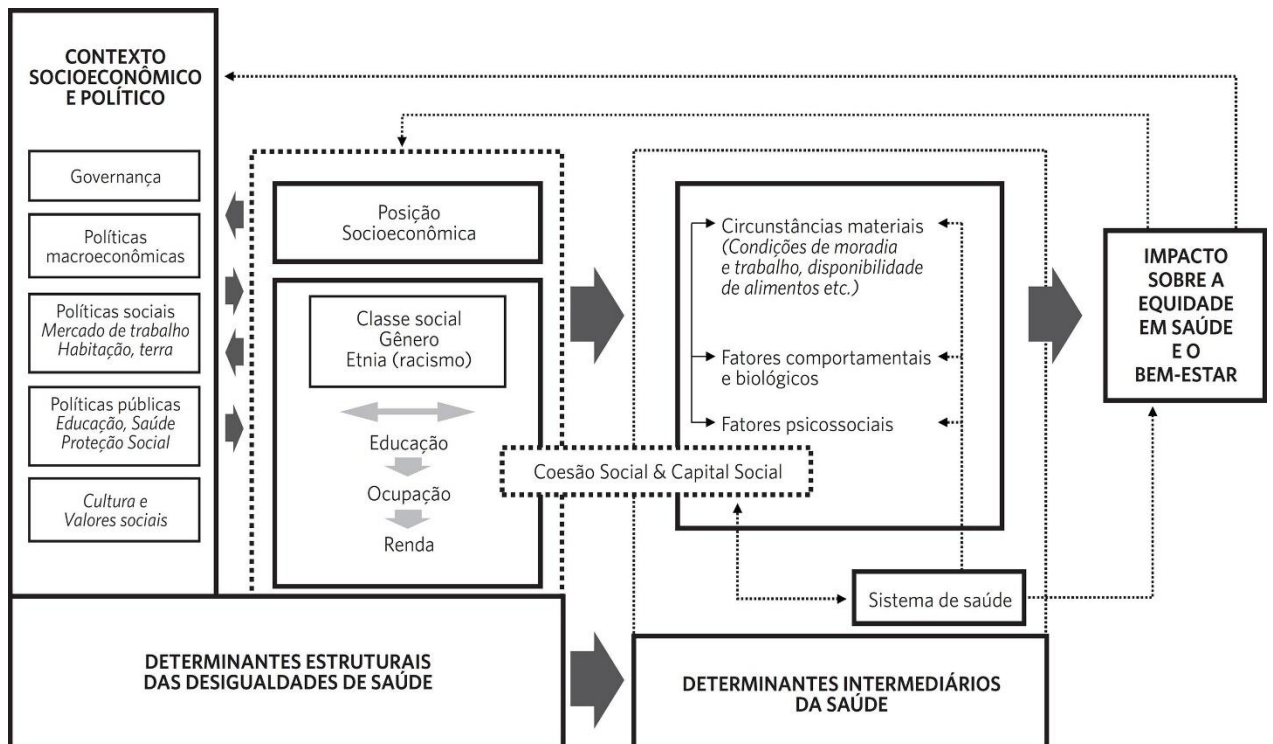 CONTEXTO
SOCIOECONÔMICO
E POLÍTICO
Governança
Políticas
macroeconômicas
Políticas sociais
Mercado de trabalho
Habitação, terra
Políticas públicas
Educação, Saúde
Proteção Social
Cultura e
Valores sociais
Posição
Socioeconômica
Classe social
Gênero
Etnia (racismo)
Educação
Ocupação
Renda
Coesão Social & Capital Social
Circunstâncias materiais
(Condições de moradia
e trabalho, disponibilidade
de alimentos etc.)
Fatores comportamentais
e biológicos
Fatores psicossociais
Sistema de saúde
IMPACTO
SOBRE A
EQUIDADE
EM SAÚDE
E O
BEM-ESTAR
DETERMINANTES ESTRUTURAIS
DAS DESIGUALDADES DE SAÚDE
DETERMINANTES INTERMEDIÁRIOS
DA SAÚDE